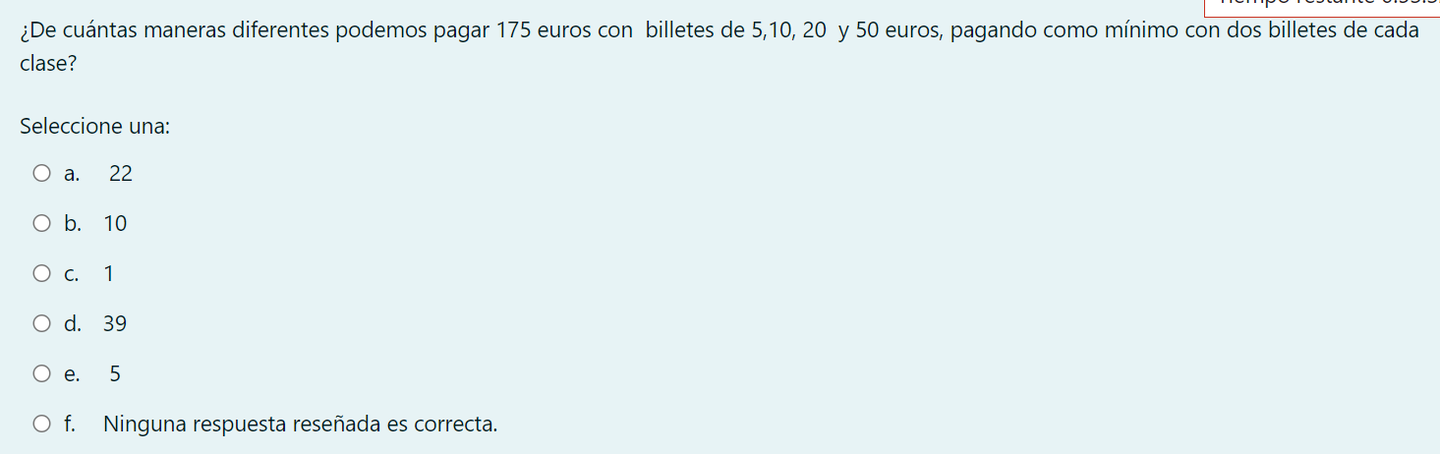 ¿De cuántas maneras diferentes podemos pagar 175 euros con billetes de 5,10, 20 y 50 euros, pagando como mínimo con dos billetes de cada
clase?
Seleccione una:
a. 22
b. 10
c. 1
d. 39
e. 5
f. Ninguna respuesta reseñada es correcta.